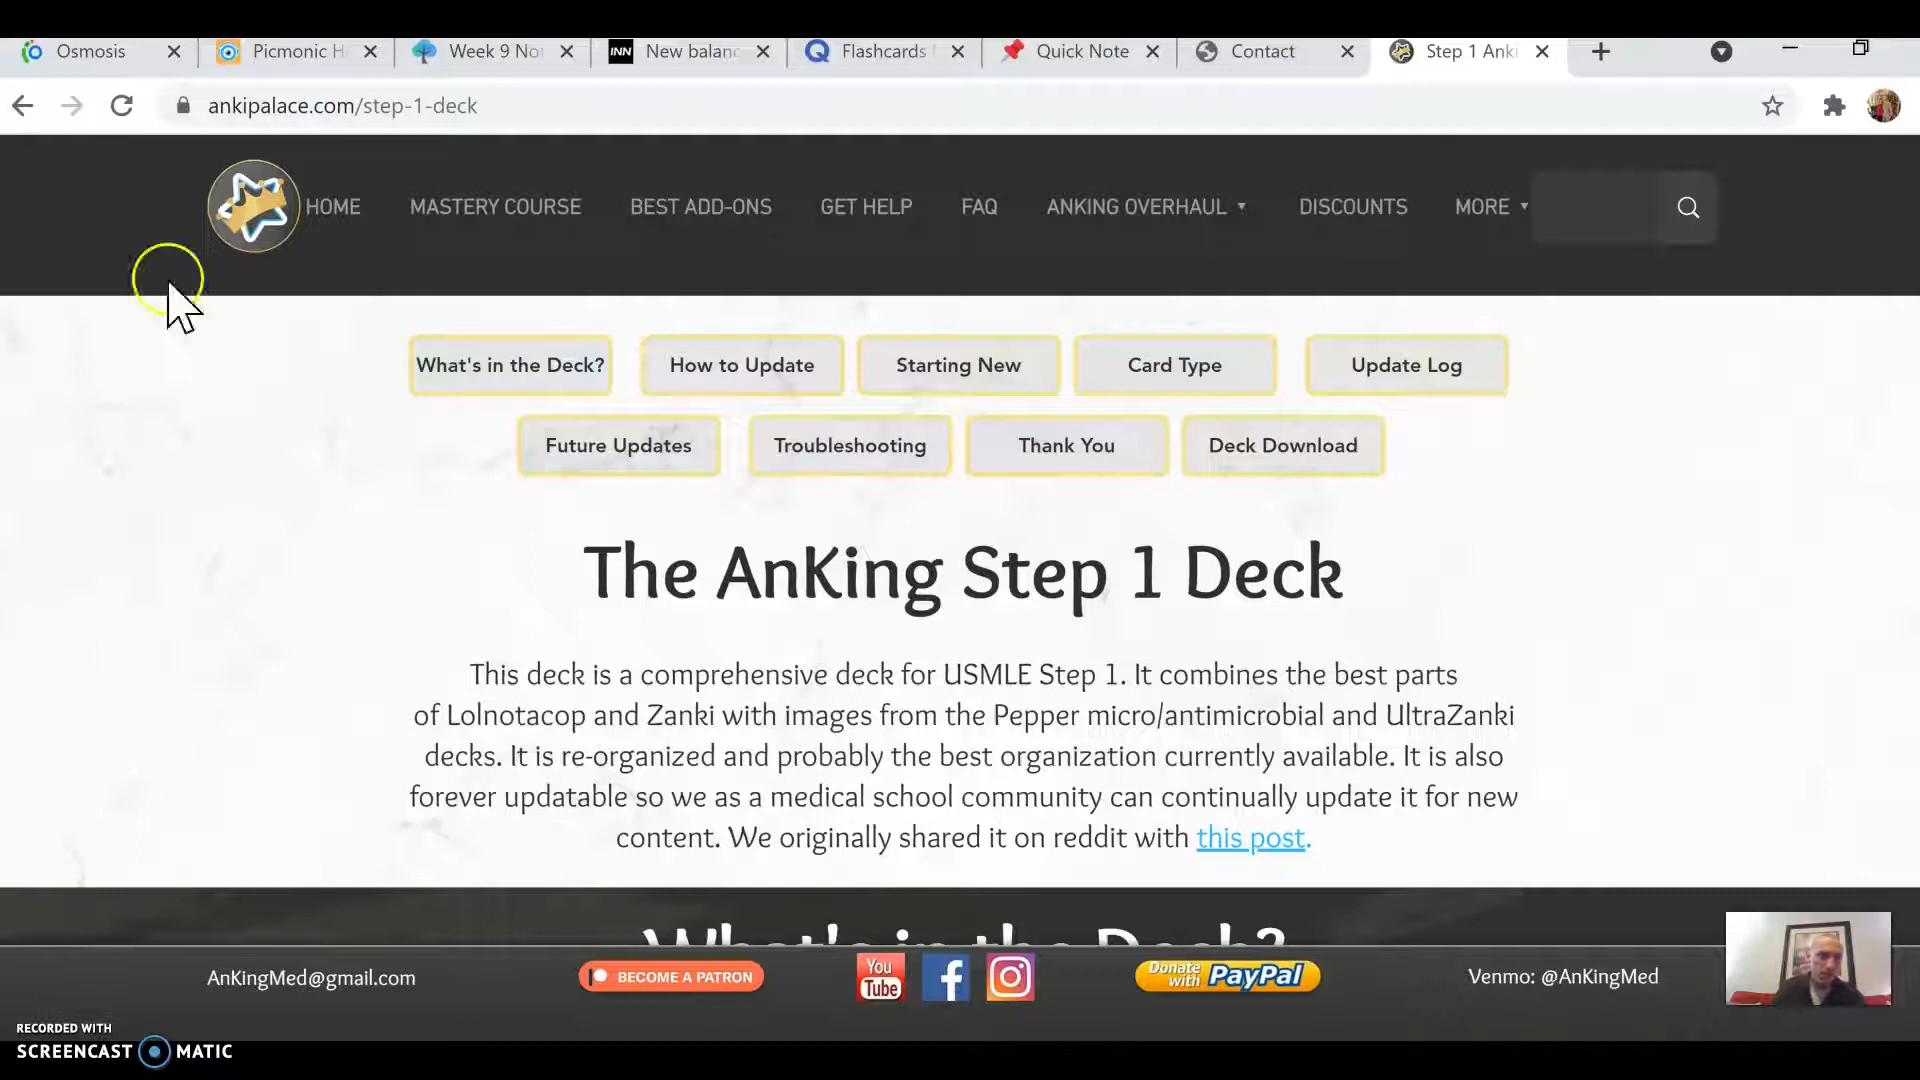 Osmosis
Picmonic H
Week 9 No
INN New balanc
Flashcards
Quick Note
Contact
Step 1 Anki
ankipalace.com/step-1-deck
HOME MASTERY COURSE BEST ADD-ONS GET HELP FAQ ANKING OVERHAUL DISCOUNTS MORE
What's in the Deck? How to Update Starting New Card Type Update Log
Future Updates Troubleshooting Thank You Deck Download
The AnKing Step 1 Deck
This deck is a comprehensive deck for USMLE Step 1. It combines the best parts
of Lolnotacop and Zanki with images from the Pepper micro/antimicrobial and UltraZanki
decks. It is re-organized and probably the best organization currently available. It is also
forever updatable so we as a medical school community can continually update it for new
content. We originally shared it on reddit with this post.
What's in the Deck?
AnKingMed@gmail.com BECOME A PATRON You Tube Donate with PayPal Venmo: @AnKingMed
RECORDED WITH
SCREENCAST MATIC